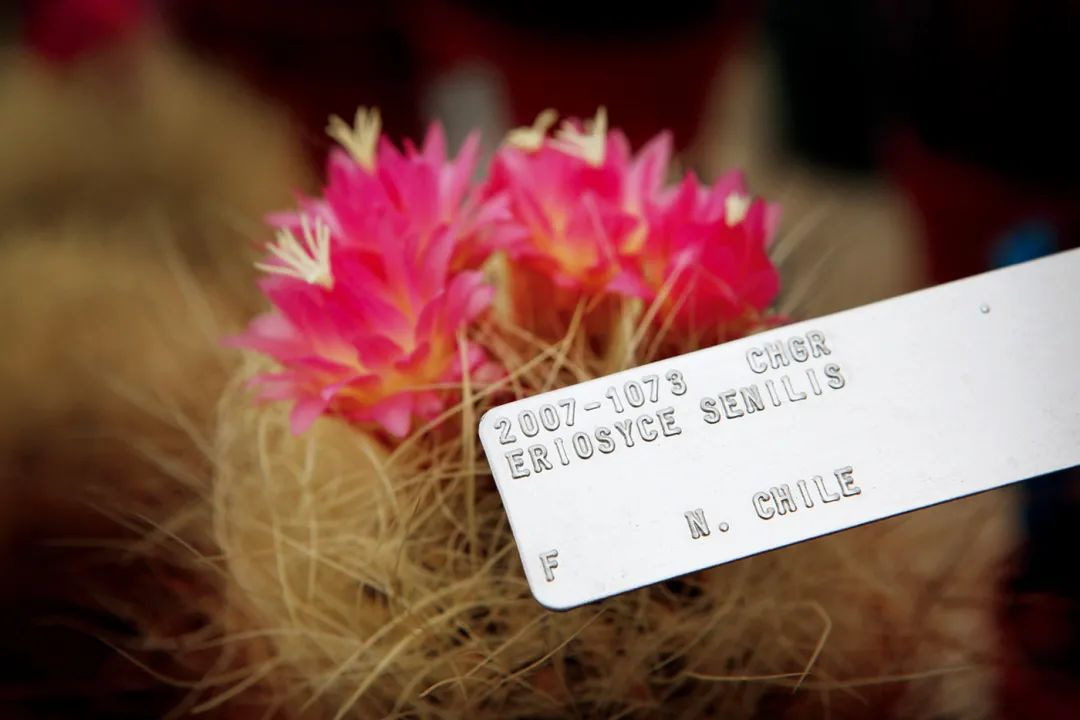 2007-1073 CHGR
ERIOSYCE SENILIS
N. CHILE
F